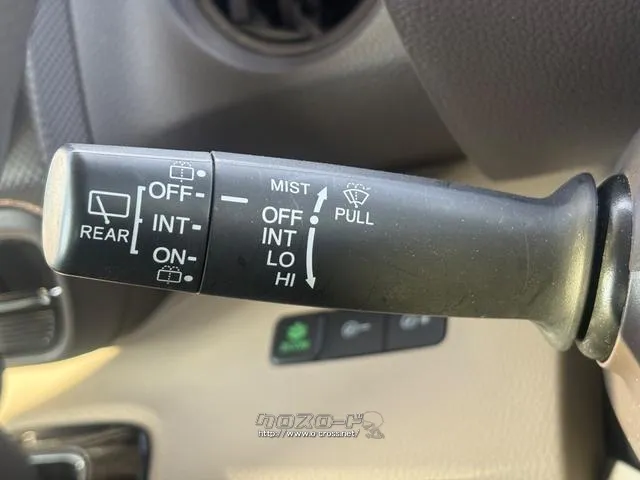 OFF
INT
ON
REAR
MIST
OFF
INT
LO
HI
PULL
クロスロード
http://www.o-cross.net/